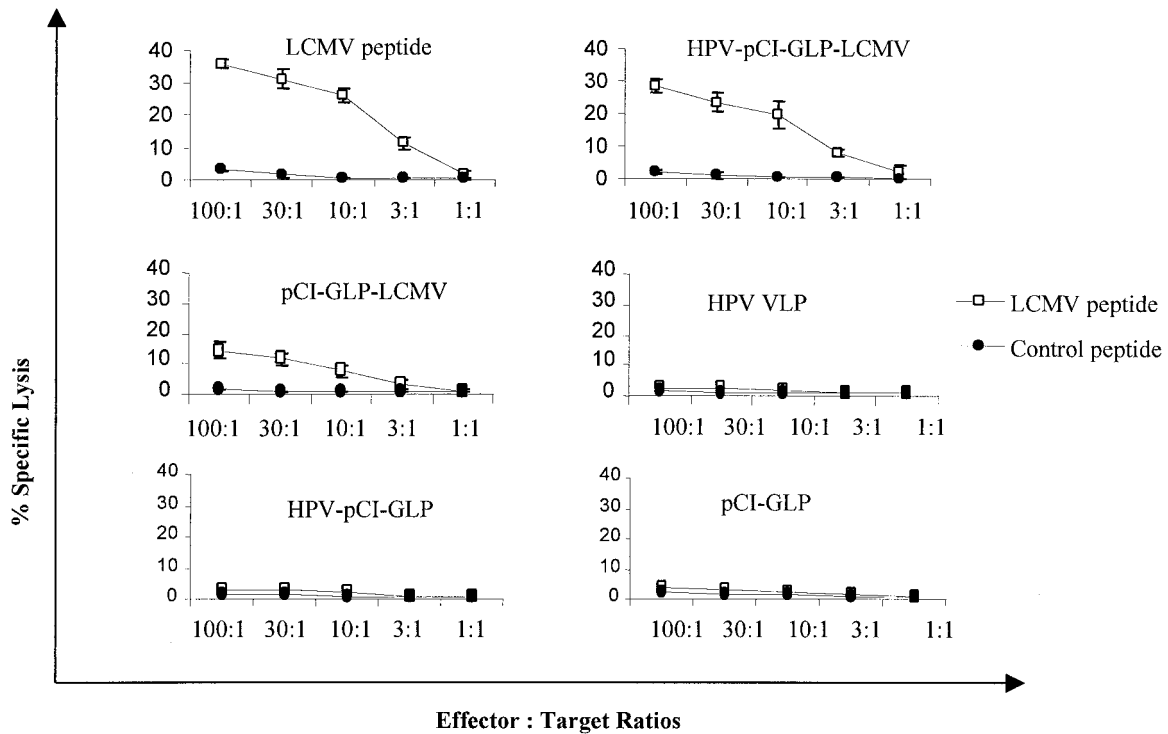 LCMV peptide
40
30
20
10
0
100:1 30:1 10:1 3:1 1:1
HPV-pCI-GLP-LCMV
40
30
20
10
0
100:1 30:1 10:1 3:1 1:1
pCI-GLP-LCMV
40
30
20
10
0
100:1 30:1 10:1 3:1 1:1
HPV VLP
40
30
20
10
0
100:1 30:1 10:1 3:1 1:1
LCMV peptide
Control peptide
HPV-pCI-GLP
40
30
20
10
0
100:1 30:1 10:1 3:1 1:1
pCI-GLP
40
30
20
10
0
100:1 30:1 10:1 3:1 1:1
% Specific Lysis
Effector : Target Ratios